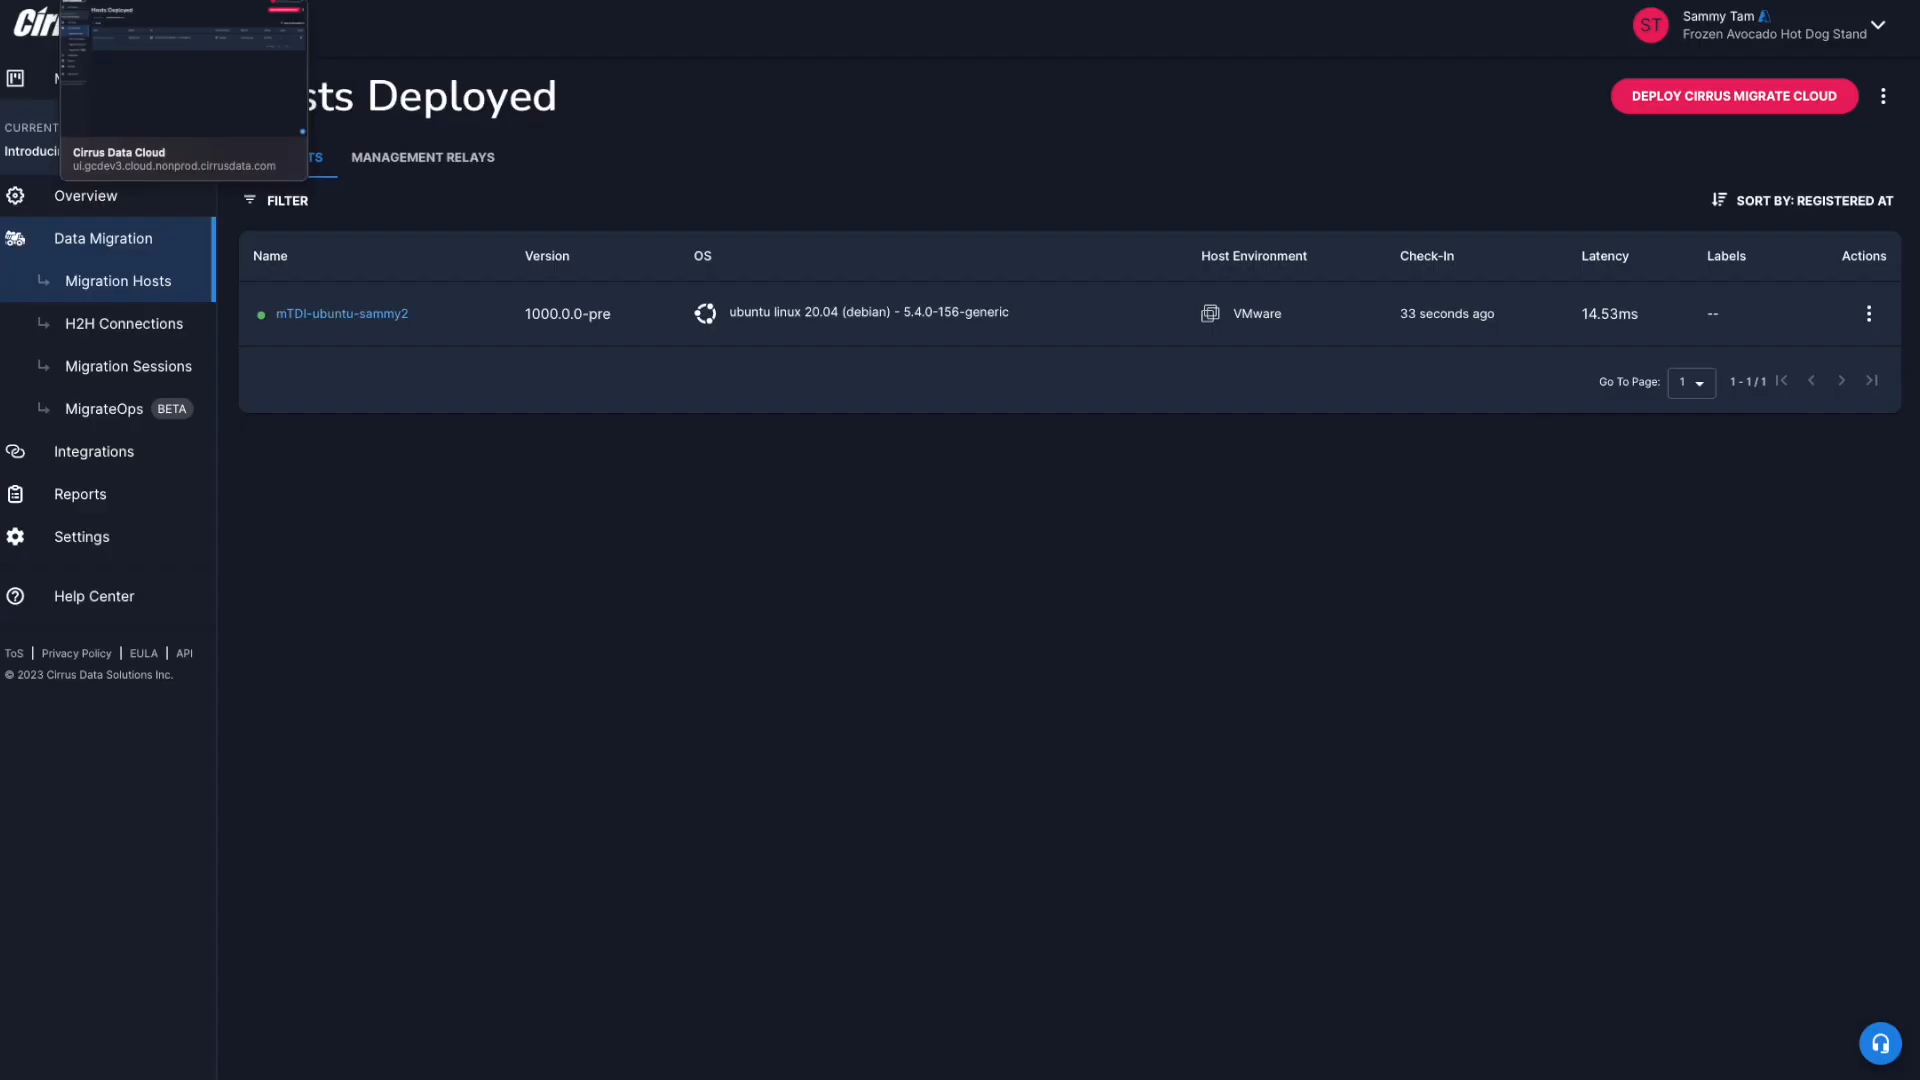 Sammy Tam
Frozen Avocado Hot Dog Stand
ST
Hosts Deployed
sts Deployed
DEPLOY CIRRUS MIGRATE CLOUD
CURRENT
Introducin
Cirrus Data Cloud
ui.gcdev3.cloud.nonprod.cirrusdata.com
TS
MANAGEMENT RELAYS
Overview
FILTER
SORT BY: REGISTERED AT
Data Migration
Migration Hosts
H2H Connections
Migration Sessions
MigrateOps BETA
Integrations
Reports
Settings
Help Center
ToS | Privacy Policy | EULA | API
© 2023 Cirrus Data Solutions Inc.
Name Version OS Host Environment Check-In Latency Labels Actions
mTDI-ubuntu-sammy2 1000.0.0-pre ubuntu linux 20.04 (debian) - 5.4.0-156-generic VMware 33 seconds ago 14.53ms --
Go To Page: 1 1 - 1 / 1